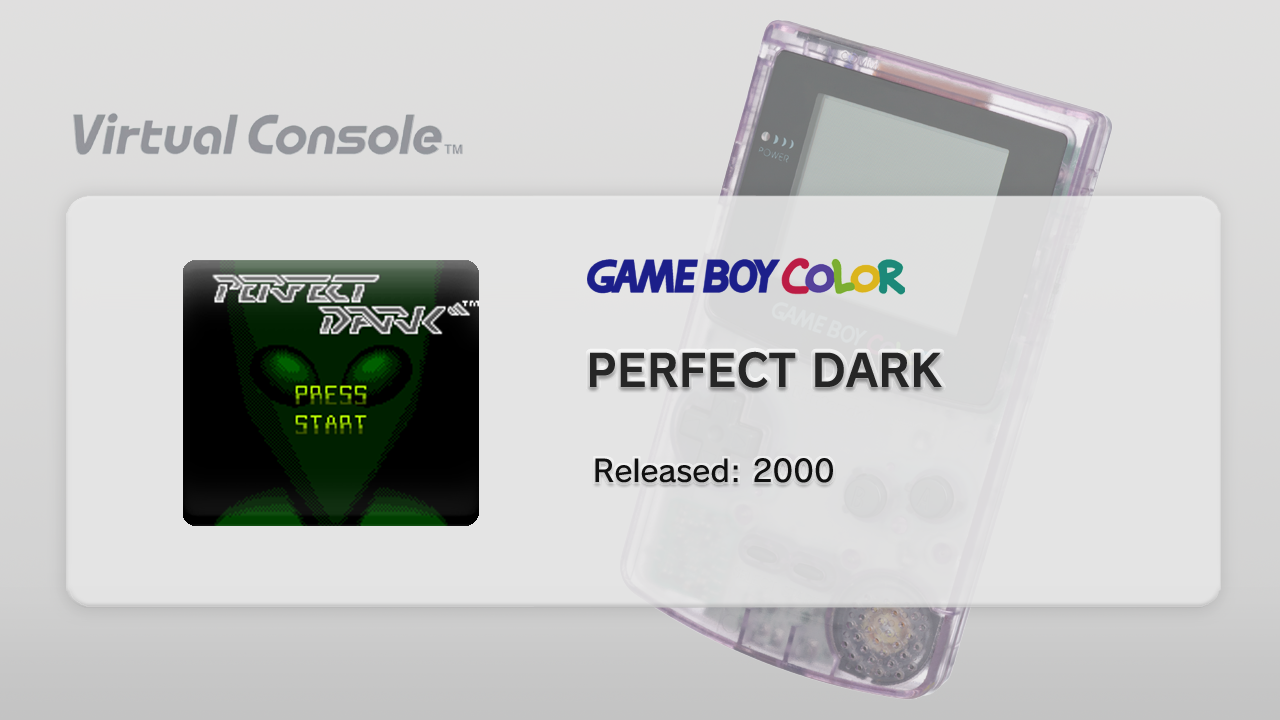 Virtual Console™
PERFECT
DARK™
PRESS
START
GAME BOY COLOR
PERFECT DARK
Released: 2000
POWER
GAME BOY